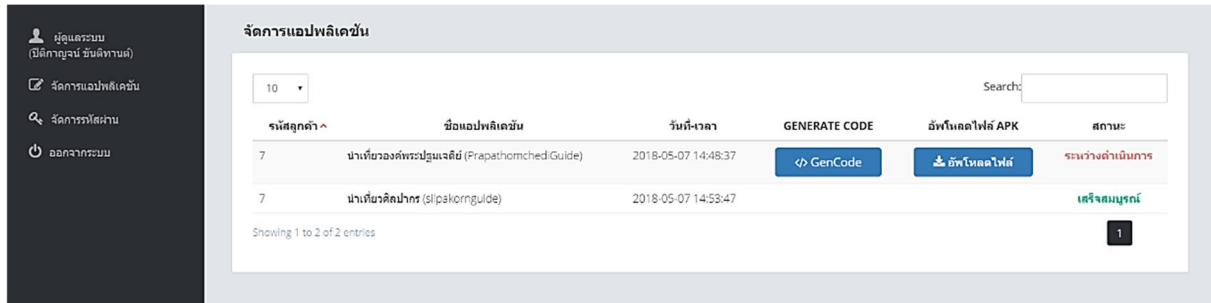 ผู้ดูแลระบบ
(ปิติกาญจน์ ขันติทานต์)
จัดการแอปพลิเคชัน
จัดการรหัสผ่าน
ออกจากระบบ
จัดการแอปพลิเคชัน
10 Search:
รหัสลูกค้า ชื่อแอปพลิเคชัน วันที่-เวลา GENERATE CODE อัพโหลดไฟล์ APK สถานะ
7 นำเที่ยวองค์พระปฐมเจดีย์ (PrapathomchediGuide) 2018-05-07 14:48:37 </> GenCode อัพโหลดไฟล์ ระหว่างดำเนินการ
7 นำเที่ยวศิลปากร (slipakornguide) 2018-05-07 14:53:47 เสร็จสมบูรณ์
Showing 1 to 2 of 2 entries 1